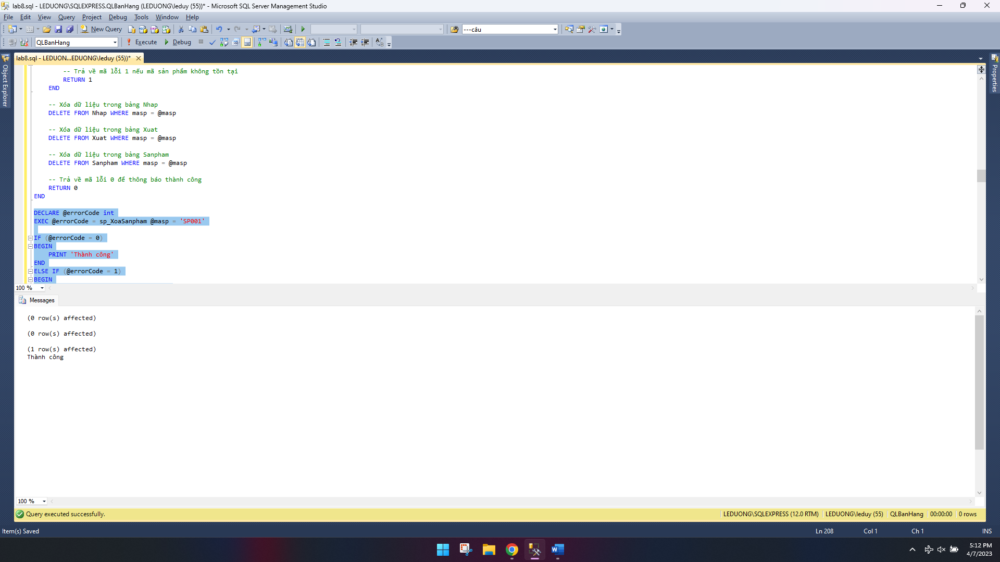 lab8.sql - LEDUONG\SQLEXPRESS.QLBanHang (LEDUONG\leduy (55))* - Microsoft SQL Server Management Studio
File Edit View Query Project Debug Tools Window Help
New Query ---câu
QLBanHang Execute Debug
lab8.sql - LEDUON...EDUONG\leduy (55))*
Object Explorer
Properties
-- Trả về mã lỗi 1 nếu mã sản phẩm không tồn tại
RETURN 1
END
-- Xóa dữ liệu trong bảng Nhap
DELETE FROM Nhap WHERE masp = @masp
-- Xóa dữ liệu trong bảng Xuat
DELETE FROM Xuat WHERE masp = @masp
-- Xóa dữ liệu trong bảng Sanpham
DELETE FROM Sanpham WHERE masp = @masp
-- Trả về mã lỗi 0 để thông báo thành công
RETURN 0
END
DECLARE @errorCode int
EXEC @errorCode = sp_XoaSanpham @masp = 'SP001'
IF (@errorCode = 0)
BEGIN
PRINT 'Thành công'
END
ELSE IF (@errorCode = 1)
BEGIN
100 %
Messages
(0 row(s) affected)
(0 row(s) affected)
(1 row(s) affected)
Thành công
100 %
Query executed successfully. LEDUONG\SQLEXPRESS (12.0 RTM) LEDUONG\leduy (55) QLBanHang 00:00:00 0 rows
Item(s) Saved Ln 208 Col 1 Ch 1 INS
5:12 PM
4/7/2023